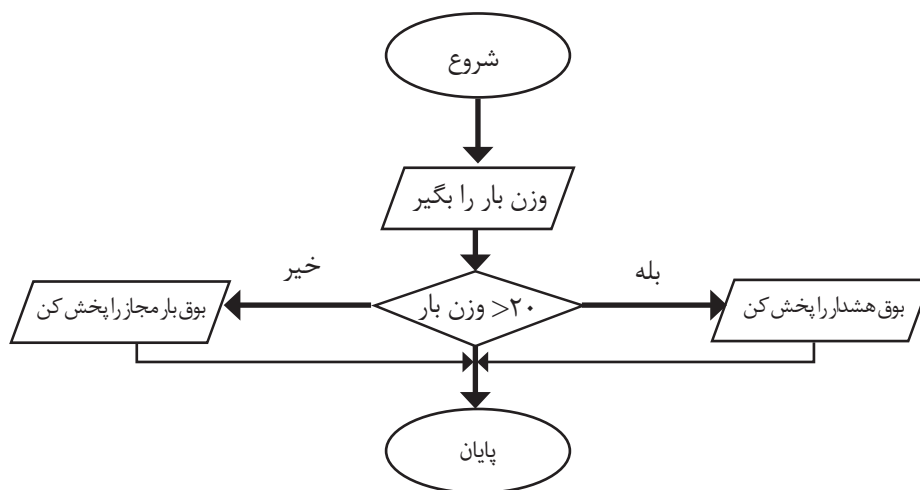 شروع
وزن بار را بگیر
بله
خیر
۲۰< وزن بار
بوق هشدار را پخش کن
بوق بار مجاز را پخش کن
پایان